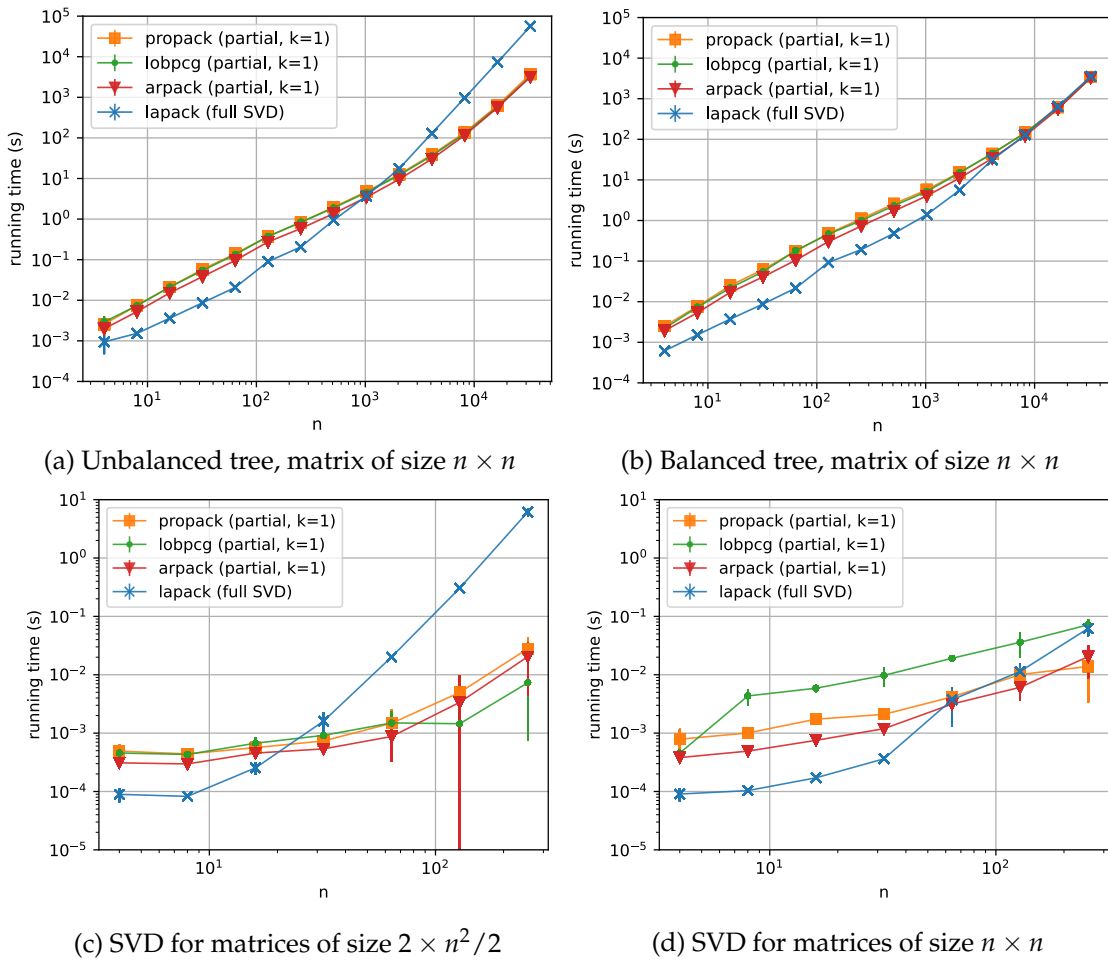 10^5
10^4
10^3
10^2
10^1
10^0
10^-1
10^-2
10^-3
10^-4
running time (s)
propack (partial, k=1)
lobpcg (partial, k=1)
arpack (partial, k=1)
lapack (full SVD)
10^1
10^2
10^3
10^4
n
(a) Unbalanced tree, matrix of size n × n
10^5
10^4
10^3
10^2
10^1
10^0
10^-1
10^-2
10^-3
10^-4
running time (s)
propack (partial, k=1)
lobpcg (partial, k=1)
arpack (partial, k=1)
lapack (full SVD)
10^1
10^2
10^3
10^4
n
(b) Balanced tree, matrix of size n × n
10^1
10^0
10^-1
10^-2
10^-3
10^-4
10^-5
running time (s)
propack (partial, k=1)
lobpcg (partial, k=1)
arpack (partial, k=1)
lapack (full SVD)
10^1
10^2
n
(c) SVD for matrices of size 2 × n^2/2
10^1
10^0
10^-1
10^-2
10^-3
10^-4
10^-5
running time (s)
propack (partial, k=1)
lobpcg (partial, k=1)
arpack (partial, k=1)
lapack (full SVD)
10^1
10^2
n
(d) SVD for matrices of size n × n